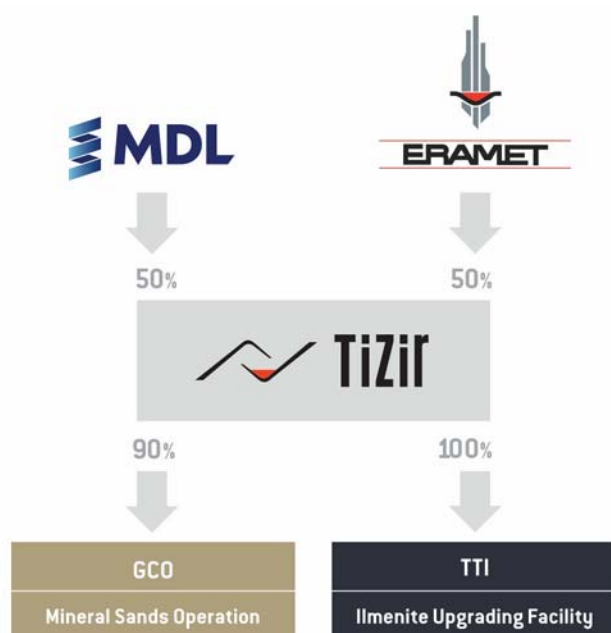 MDL
ERAMET
50%
50%
TiZir
90%
100%
GCO
TTI
Mineral Sands Operation
Ilmenite Upgrading Facility